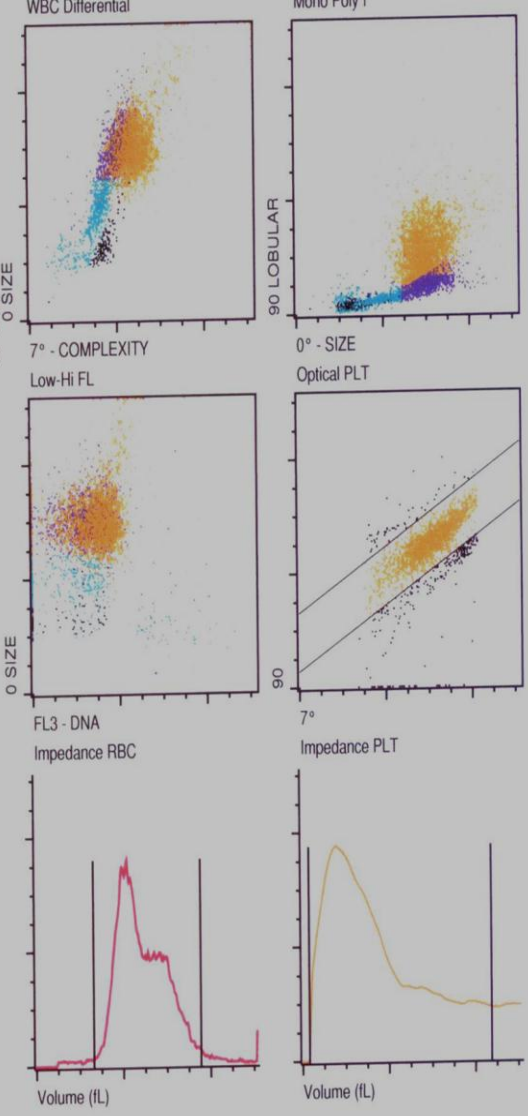 WBC Differential
Mono Poly I
0 SIZE
90 LOBULAR
7° - COMPLEXITY
0° - SIZE
Low-Hi FL
Optical PLT
0 SIZE
90
FL3 - DNA
7°
Impedance RBC
Impedance PLT
Volume (fL)
Volume (fL)